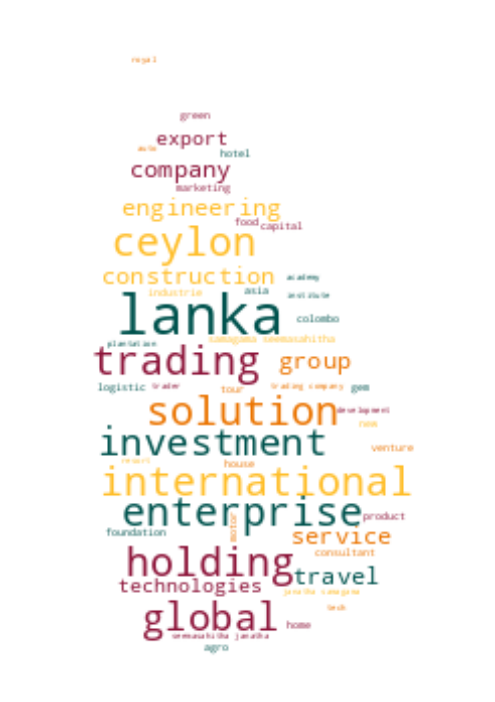 royal
green
export
auto hotel
company
marketing
engineering
food capital
ceylon
construction academy
industrie asia institute
lanka colombo
plantation samagama seemasahitha
trading group
logistic trader tour trading company gem
solution development
new
investment venture
resort house
international
enterprise product
foundation motor service
consultant
holding travel
technologies janatha samagama
tech
global home
seemasahitha janatha
agro